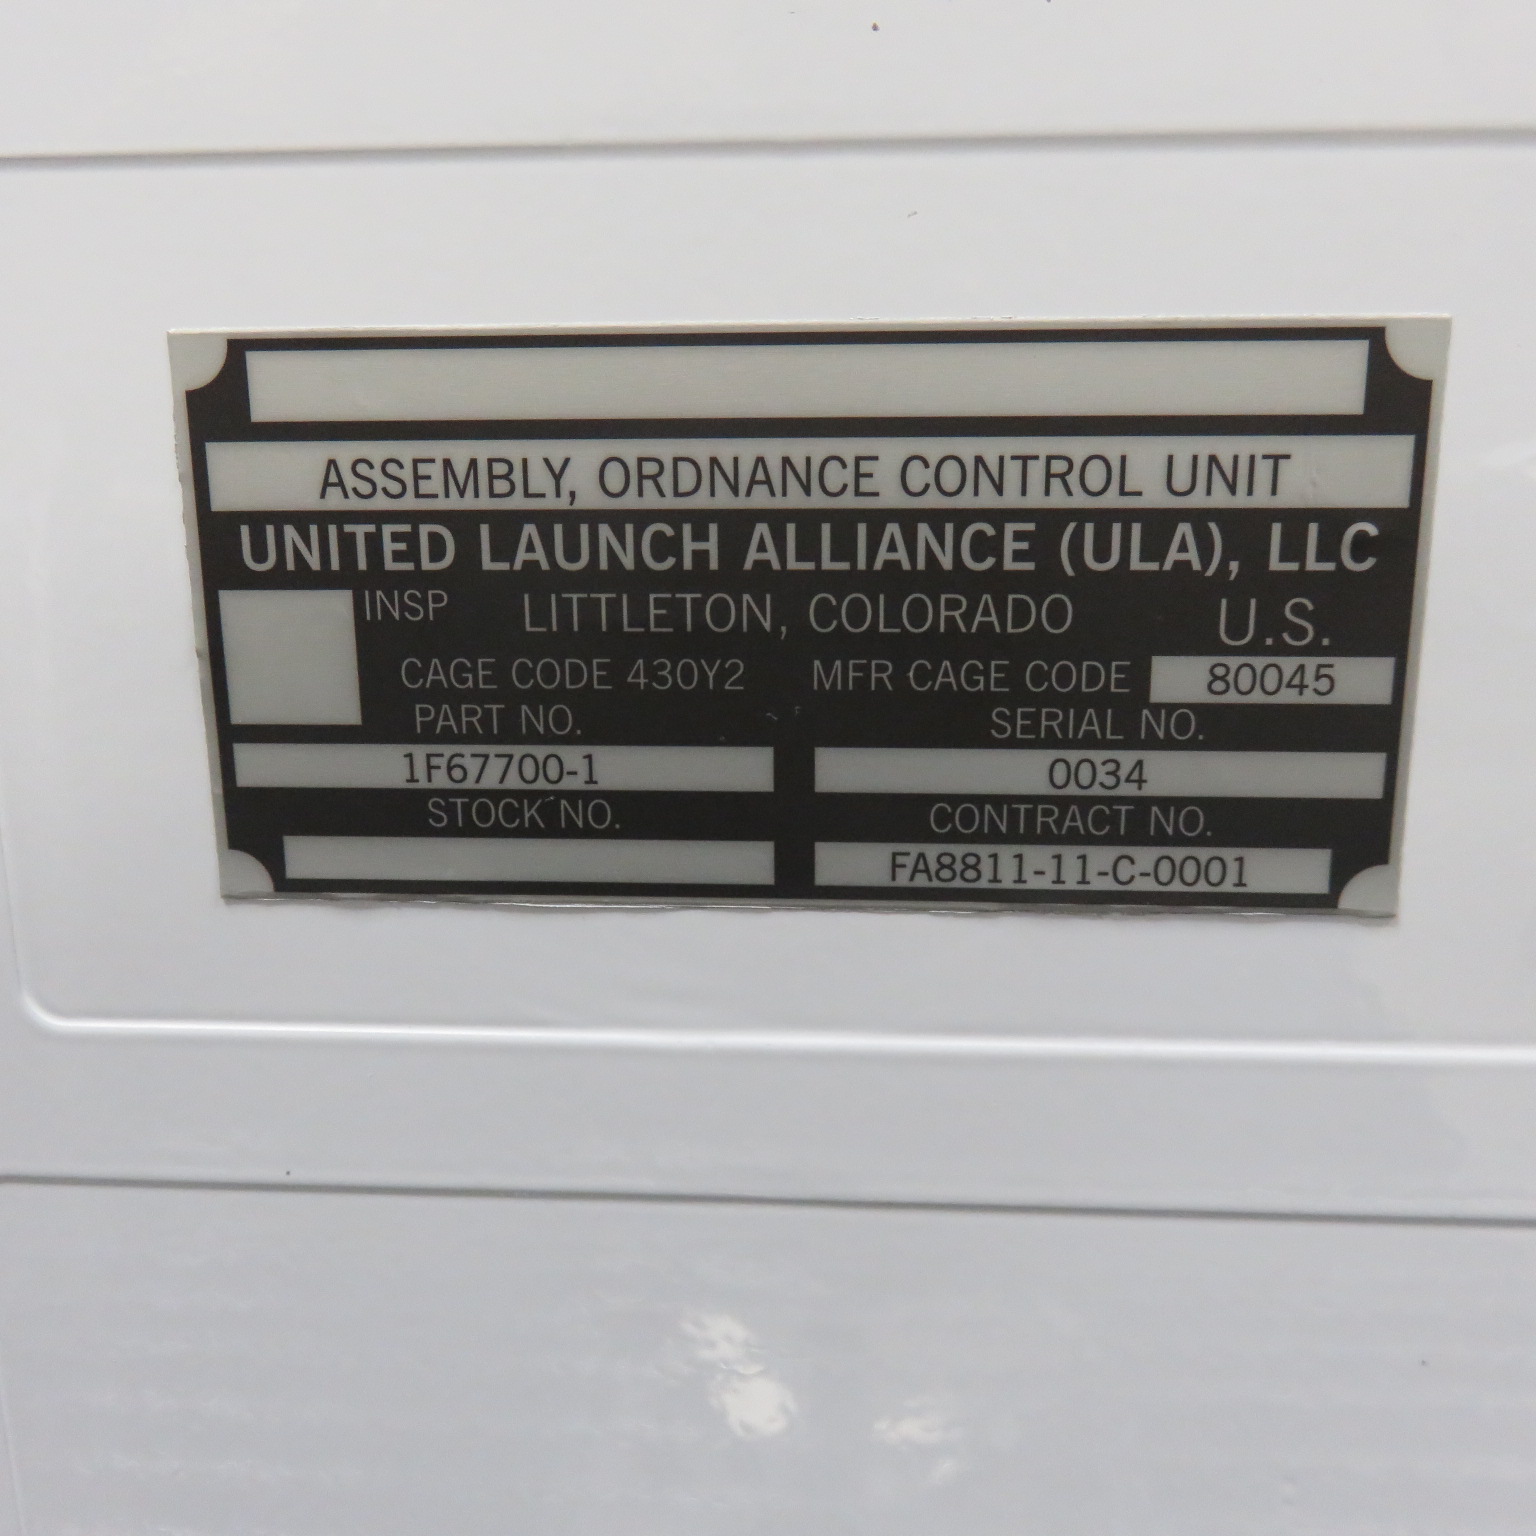 ASSEMBLY, ORDNANCE CONTROL UNIT
UNITED LAUNCH ALLIANCE (ULA), LLC
INSP LITTLETON, COLORADO U.S.
CAGE CODE 430Y2 MFR CAGE CODE 80045
PART NO. SERIAL NO.
1F67700-1 0034
STOCK NO. CONTRACT NO.
FA8811-11-C-0001